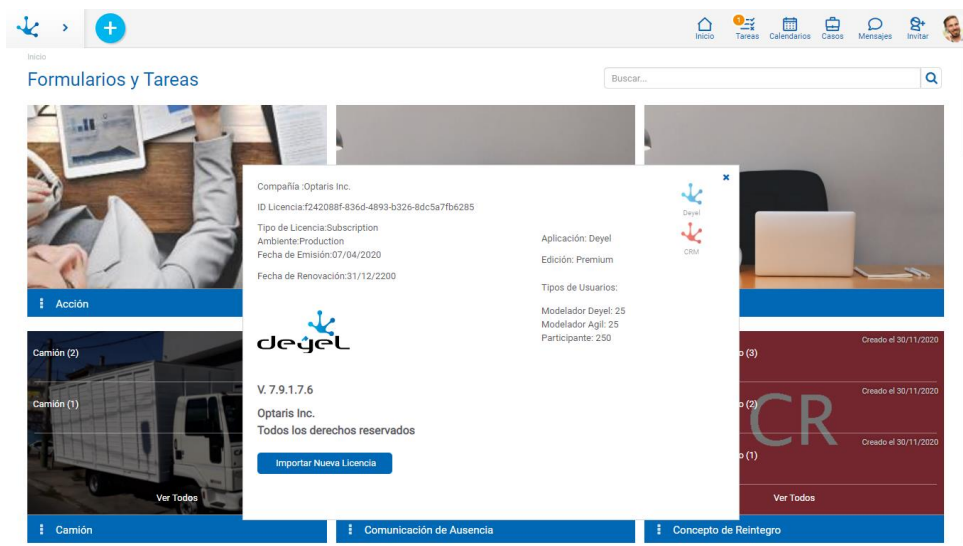 Inicio
1
Tareas
Calendarios
Casos
Mensajes
Invitar
Inicio
Formularios y Tareas
Buscar...
Compañía :Optaris Inc.
ID Licencia:f242088f-836d-4893-b326-8dc5a7fb6285
Tipo de Licencia:Subscription
Ambiente:Production
Fecha de Emisión:07/04/2020
Fecha de Renovación:31/12/2200
deyel
V. 7.9.1.7.6
Optaris Inc.
Todos los derechos reservados
Importar Nueva Licencia
Deyel
CRM
Aplicación: Deyel
Edición: Premium
Tipos de Usuarios:
Modelador Deyel: 25
Modelador Agil: 25
Participante: 250
Acción
Camión (2)
Camión (1)
Ver Todos
Camión
Comunicación de Ausencia
Creado el 30/11/2020
o (3)
Creado el 30/11/2020
o (2)
CR
Creado el 30/11/2020
o (1)
Ver Todos
Concepto de Reintegro